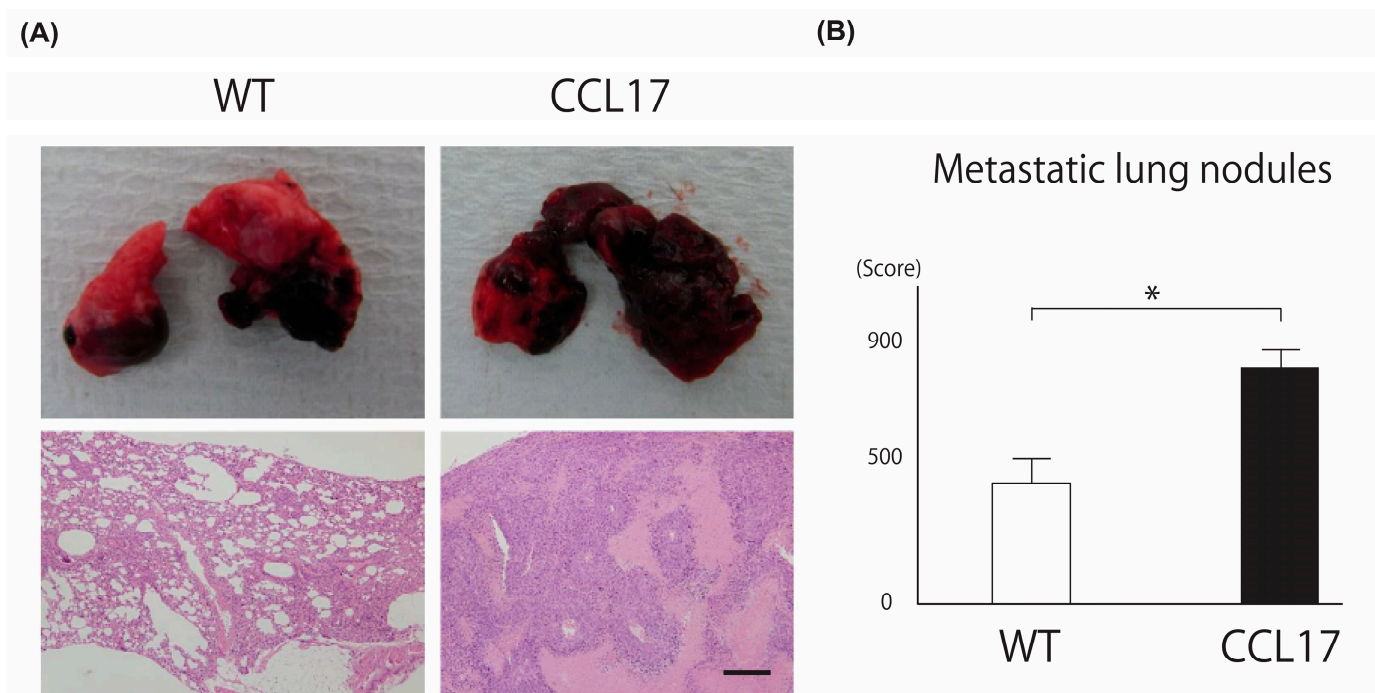 (A)
(B)
WT
CCL17
Metastatic lung nodules
(Score)
*
900
500
0
WT
CCL17